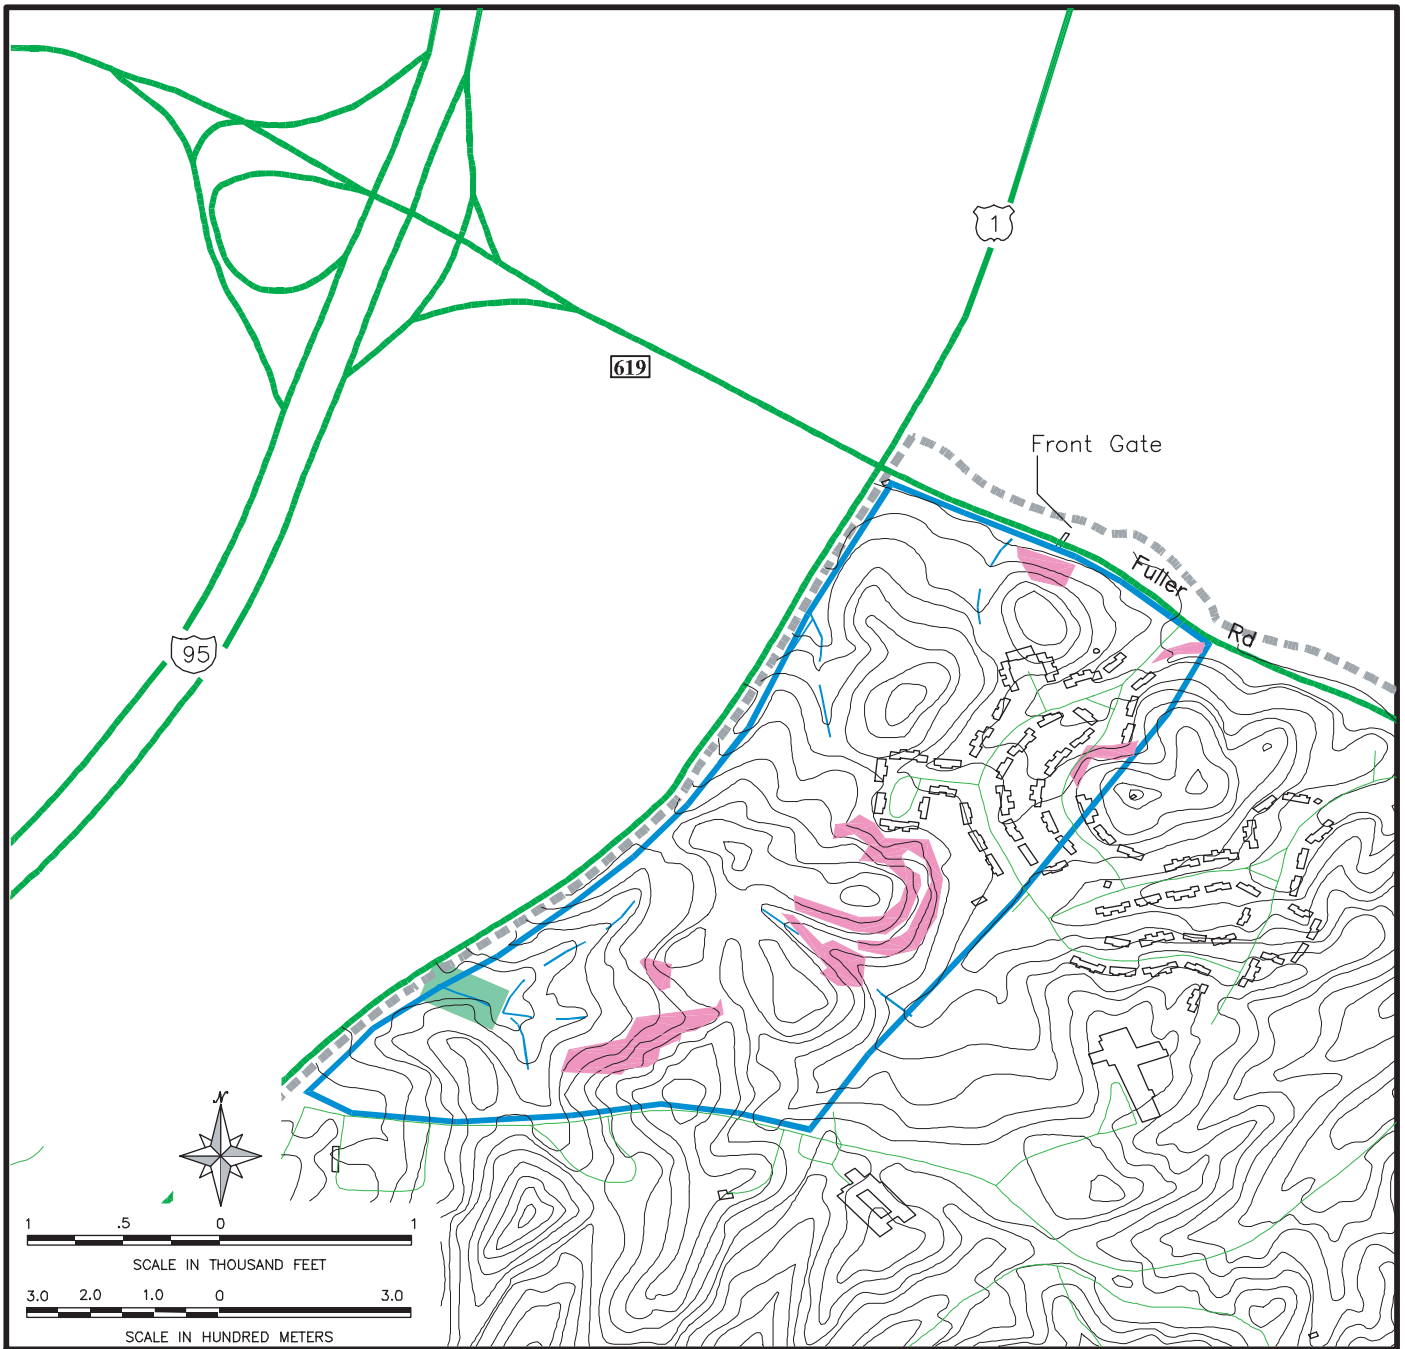 1
619
Front Gate
Fuller
Rd
95
N
1 .5 0 1
SCALE IN THOUSAND FEET
3.0 2.0 1.0 0 3.0
SCALE IN HUNDRED METERS